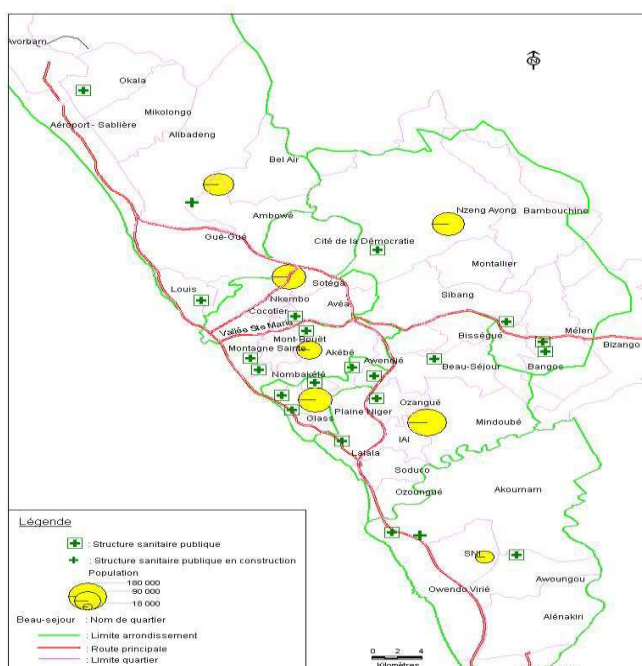 Avorbam
Okala
Aéroport - Sablière
Mikolongo
Alibadeng
Bel Air
N
Nzeng Ayong
Bambouchine
Ambowé
Gué-Gué
Cité de la Démocratie
Montallier
Sotéga
Louis
Nkembo
Avéa
Sibang
Cocotier
Vallée Ste Marie
Mont-Bouët
Bisségué
Mélen
Bizango
Montagne Sainte
Akébé
Awendjé
Beau-Séjour
Bangos
Nombakélé
Ozangué
Glass
Plaine Niger
Mindoubé
IAI
Lalala
Soduco
Ozoungué
Akournam
SNI
Owendo Virié
Awoungou
Alénakiri
Légende
: Structure sanitaire publique
: Structure sanitaire publique en construction
Population
180 000
90 000
18 000
Beau-sejour : Nom de quartier
: Limite arrondissement
: Route principale
: Limite quartier
0 2 4
Kilomètres